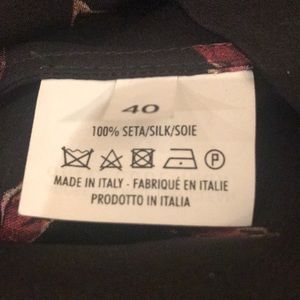 40
100% SETA/SILK/SOIE
P
MADE IN ITALY - FABRIQUÉ EN ITALIE
PRODOTTO IN ITALIA